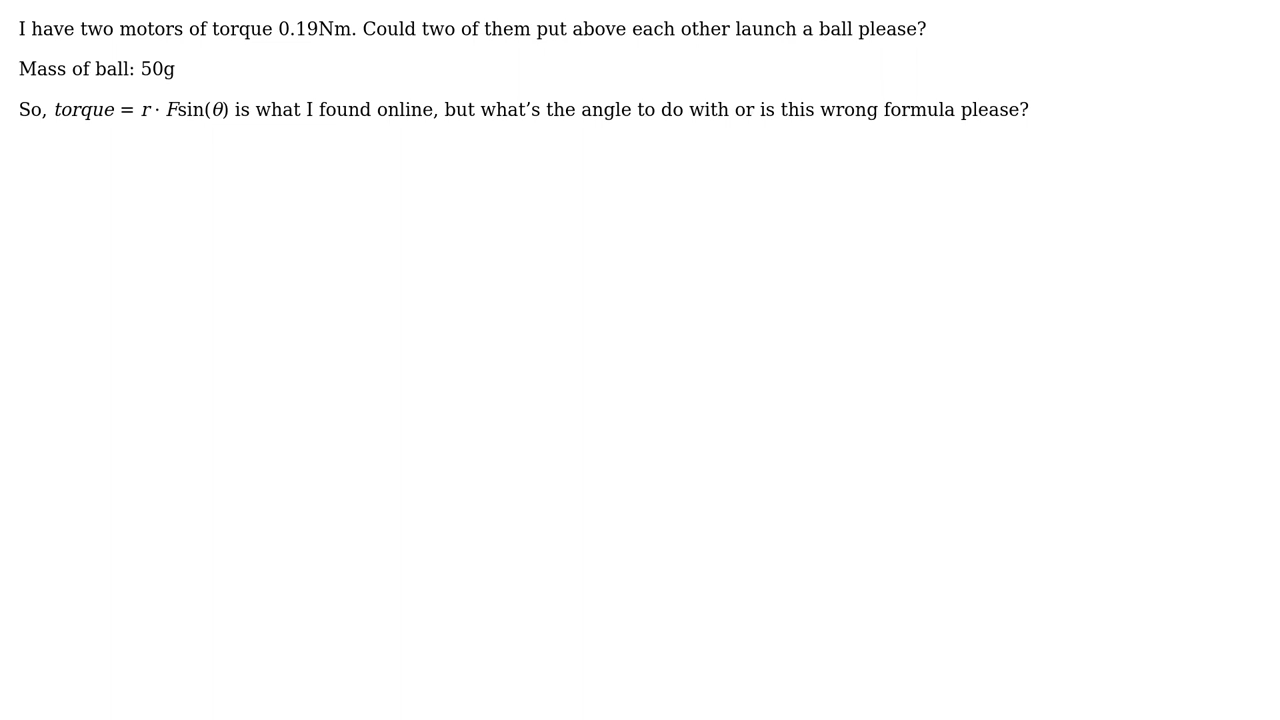 I have two motors of torque 0.19Nm. Could two of them put above each other launch a ball please?
Mass of ball: 50g
So, torque = r · Fsin(θ) is what I found online, but what’s the angle to do with or is this wrong formula please?